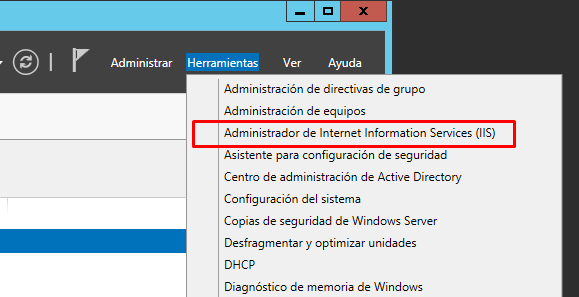 Administrar Herramientas Ver Ayuda
Administración de directivas de grupo
Administración de equipos
Administrador de Internet Information Services (IIS)
Asistente para configuración de seguridad
Centro de administración de Active Directory
Configuración del sistema
Copias de seguridad de Windows Server
Desfragmentar y optimizar unidades
DHCP
Diagnóstico de memoria de Windows